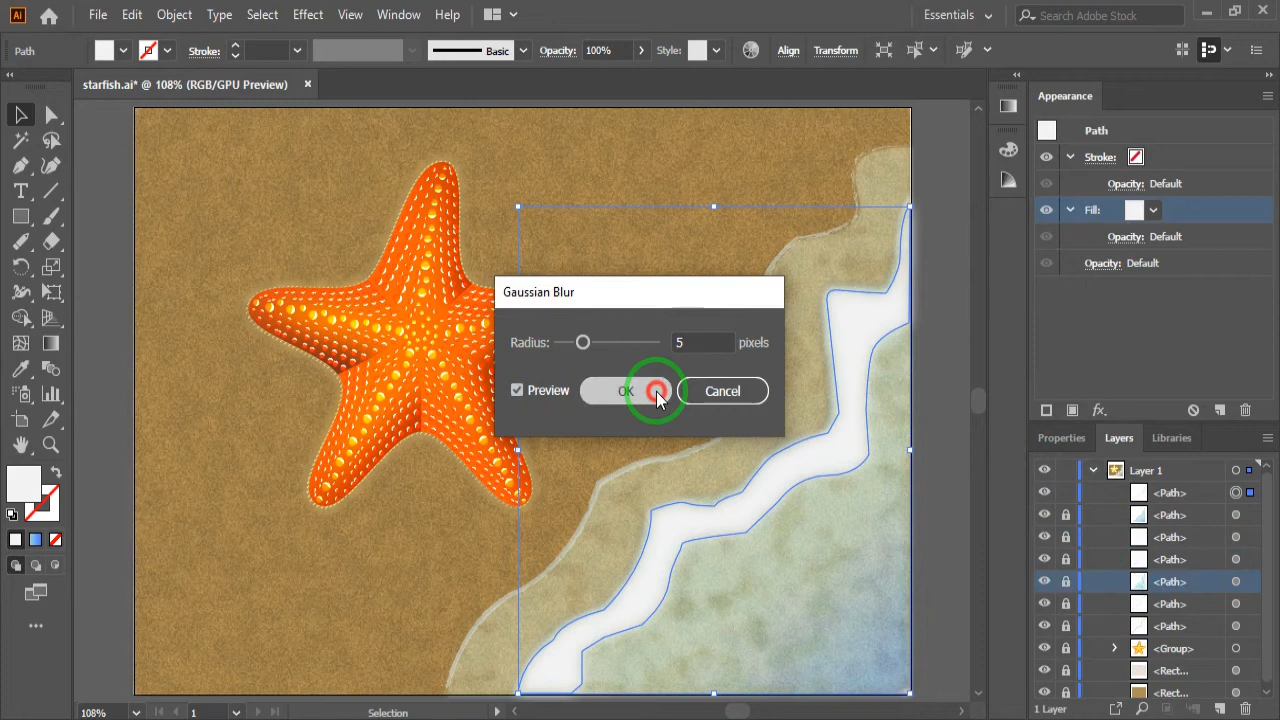 Ai File Edit Object Type Select Effect View Window Help Essentials Search Adobe Stock
Path Stroke: Basic Opacity: 100% Style: Align Transform
starfish.ai* @ 108% (RGB/GPU Preview) ×
Appearance
Path
Stroke:
Opacity: Default
Fill:
Opacity: Default
Opacity: Default
Gaussian Blur
Radius: 5 pixels
Preview OK Cancel
fx
Properties Layers Libraries
Layer 1
<Path>
<Path>
<Path>
<Path>
<Path>
<Path>
<Path>
<Group>
<Rect...
<Rect...
1 Layer
108% 1 Selection